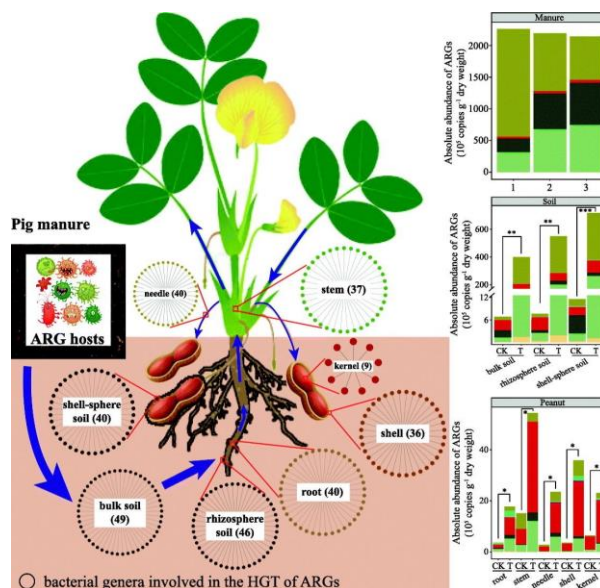 Pig manure
ARG hosts
needle (40)
stem (37)
kernel (9)
shell-sphere
soil (40)
shell (36)
bulk soil
(49)
rhizosphere
soil (46)
root (40)
bacterial genera involved in the HGT of ARGs
Manure
Absolute abundance of ARGs
(10⁵ copies g⁻¹ dry weight)
2000
1500
1000
500
0
1 2 3
Soil
Absolute abundance of ARGs
(10⁵ copies g⁻¹ dry weight)
600
400
200
12
6
0
** ** ***
CK T CK T CK T
bulk soil
rhizosphere soil
shell-sphere soil
Peanut
Absolute abundance of ARGs
(10⁵ copies g⁻¹ dry weight)
40
20
0
* * * * *
CK T CK T CK T CK T CK T
root
stem
needle
shell
kernel